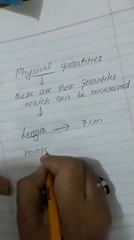 Physical quantities
these are those quantities
which can be measured
Length → 7cm
mass